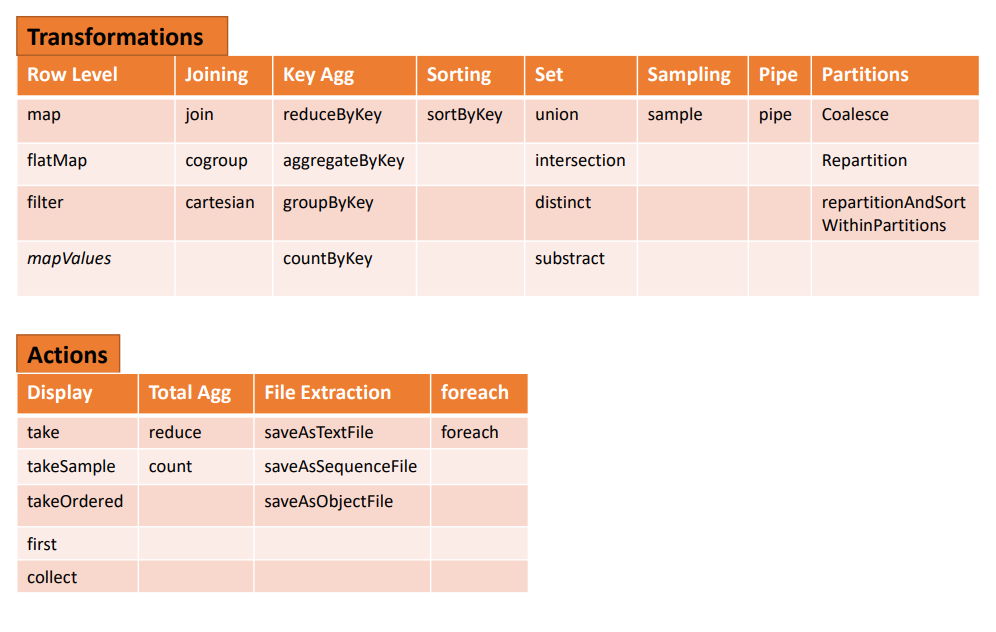 Transformations
Row Level Joining Key Agg Sorting Set Sampling Pipe Partitions
map join reduceByKey sortByKey union sample pipe Coalesce
flatMap cogroup aggregateByKey intersection Repartition
filter cartesian groupByKey distinct repartitionAndSort
WithinPartitions
mapValues countByKey substract
Actions
Display Total Agg File Extraction foreach
take reduce saveAsTextFile foreach
takeSample count saveAsSequenceFile
takeOrdered saveAsObjectFile
first
collect